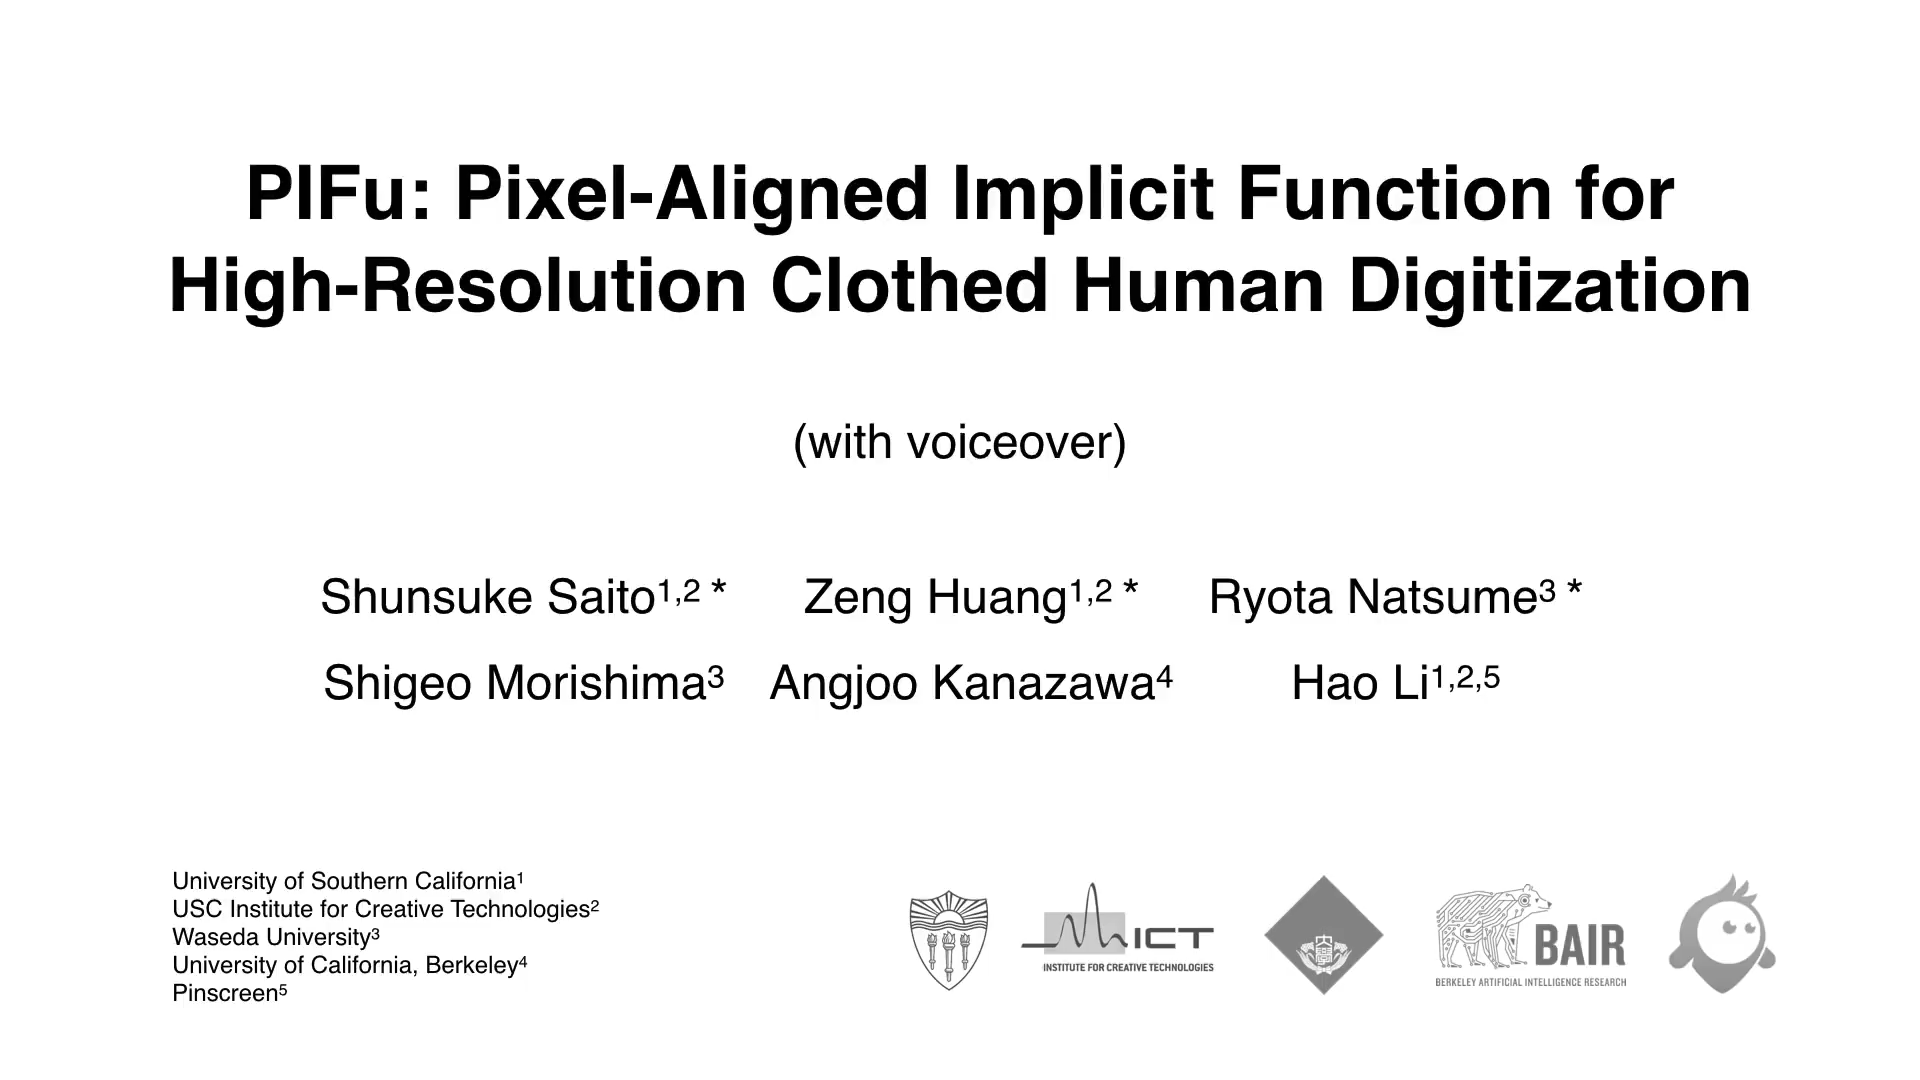 PIFu: Pixel-Aligned Implicit Function for
High-Resolution Clothed Human Digitization
(with voiceover)
Shunsuke Saito1,2 * Zeng Huang1,2 * Ryota Natsume3 *
Shigeo Morishima3 Angjoo Kanazawa4 Hao Li1,2,5
University of Southern California1
USC Institute for Creative Technologies2
Waseda University3
University of California, Berkeley4
Pinscreen5
ICT
INSTITUTE FOR CREATIVE TECHNOLOGIES
BAIR
BERKELEY ARTIFICIAL INTELLIGENCE RESEARCH